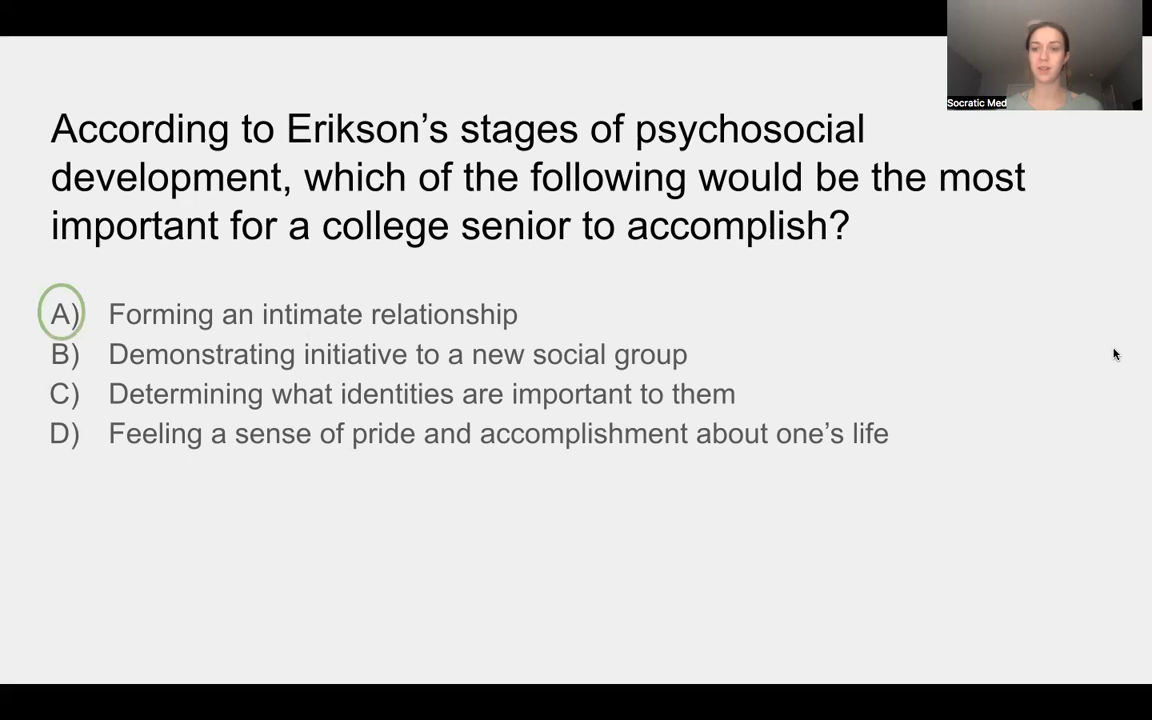 Socratic Med
According to Erikson’s stages of psychosocial
development, which of the following would be the most
important for a college senior to accomplish?
A) Forming an intimate relationship
B) Demonstrating initiative to a new social group
C) Determining what identities are important to them
D) Feeling a sense of pride and accomplishment about one’s life